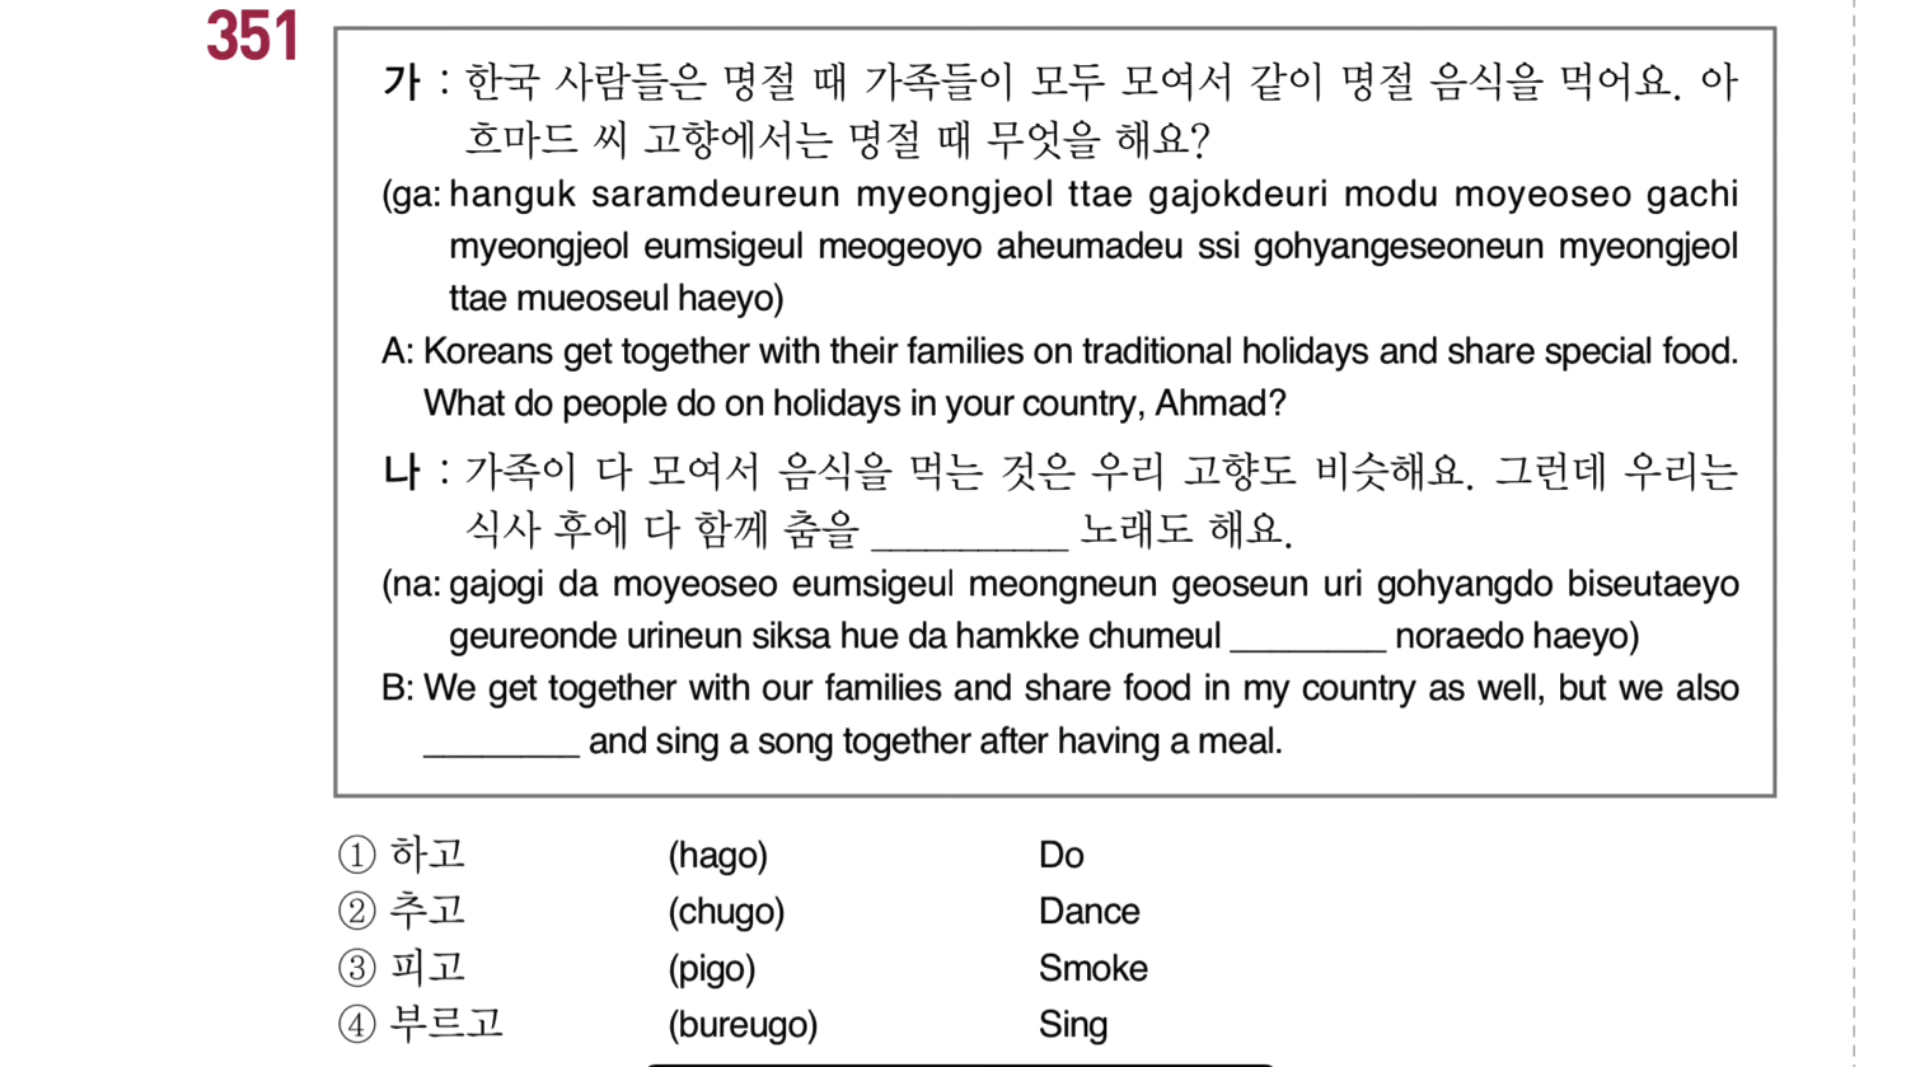 351
가 : 한국 사람들은 명절 때 가족들이 모두 모여서 같이 명절 음식을 먹어요. 아
흐마드 씨 고향에서는 명절 때 무엇을 해요?
(ga: hanguk saramdeureun myeongjeol ttae gajokdeuri modu moyeoseo gachi
myeongjeol eumsigeul meogeoyo aheumadeu ssi gohyangeseoneun myeongjeol
ttae mueoseul haeyo)
A: Koreans get together with their families on traditional holidays and share special food.
What do people do on holidays in your country, Ahmad?
나 : 가족이 다 모여서 음식을 먹는 것은 우리 고향도 비슷해요. 그런데 우리는
식사 후에 다 함께 춤을 __________ 노래도 해요.
(na: gajogi da moyeoseo eumsigeul meongneun geoseun uri gohyangdo biseutaeyo
geureonde urineun siksa hue da hamkke chumeul ________ noraedo haeyo)
B: We get together with our families and share food in my country as well, but we also
________ and sing a song together after having a meal.
① 하고 (hago) Do
② 추고 (chugo) Dance
③ 피고 (pigo) Smoke
④ 부르고 (bureugo) Sing